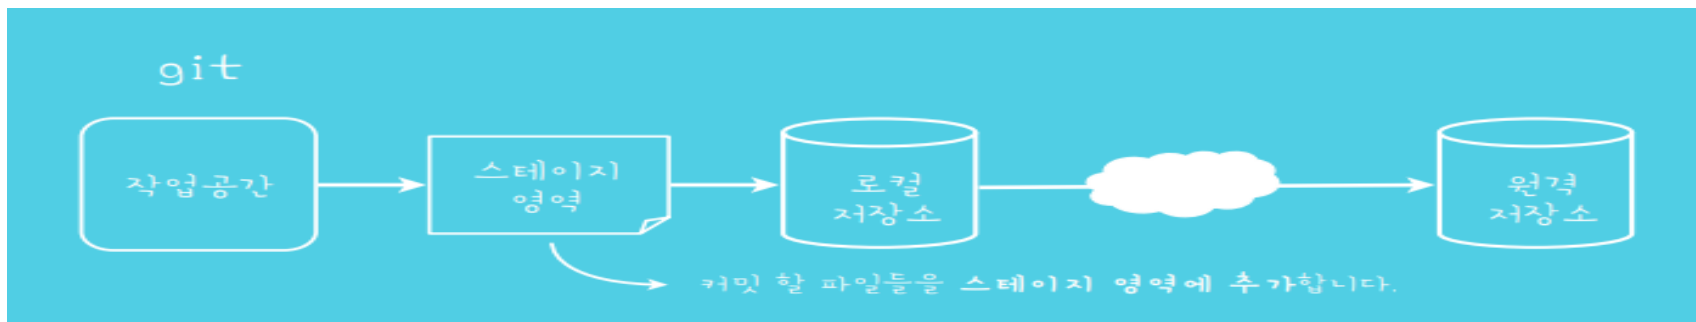 git
작업공간
스테이지
영역
로컬
저장소
원격
저장소
커밋 할 파일들을 스테이지 영역에 추가합니다.